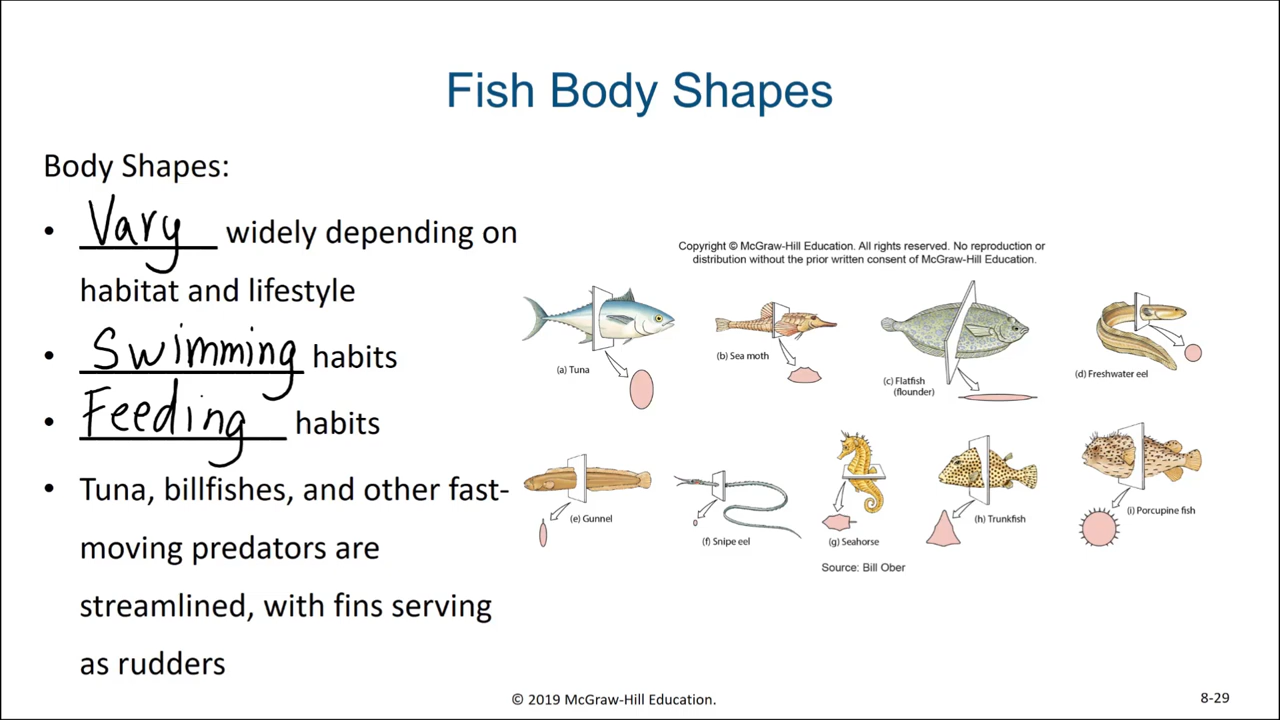 Fish Body Shapes
Body Shapes:
• Vary widely depending on
habitat and lifestyle
• Swimming habits
• Feeding habits
• Tuna, billfishes, and other fast-
moving predators are
streamlined, with fins serving
as rudders
Copyright © McGraw-Hill Education. All rights reserved. No reproduction or
distribution without the prior written consent of McGraw-Hill Education.
(a) Tuna
(b) Sea moth
(c) Flatfish
(flounder)
(d) Freshwater eel
(e) Gunnel
(f) Snipe eel
(g) Seahorse
(h) Trunkfish
(i) Porcupine fish
Source: Bill Ober
© 2019 McGraw-Hill Education.
8-29